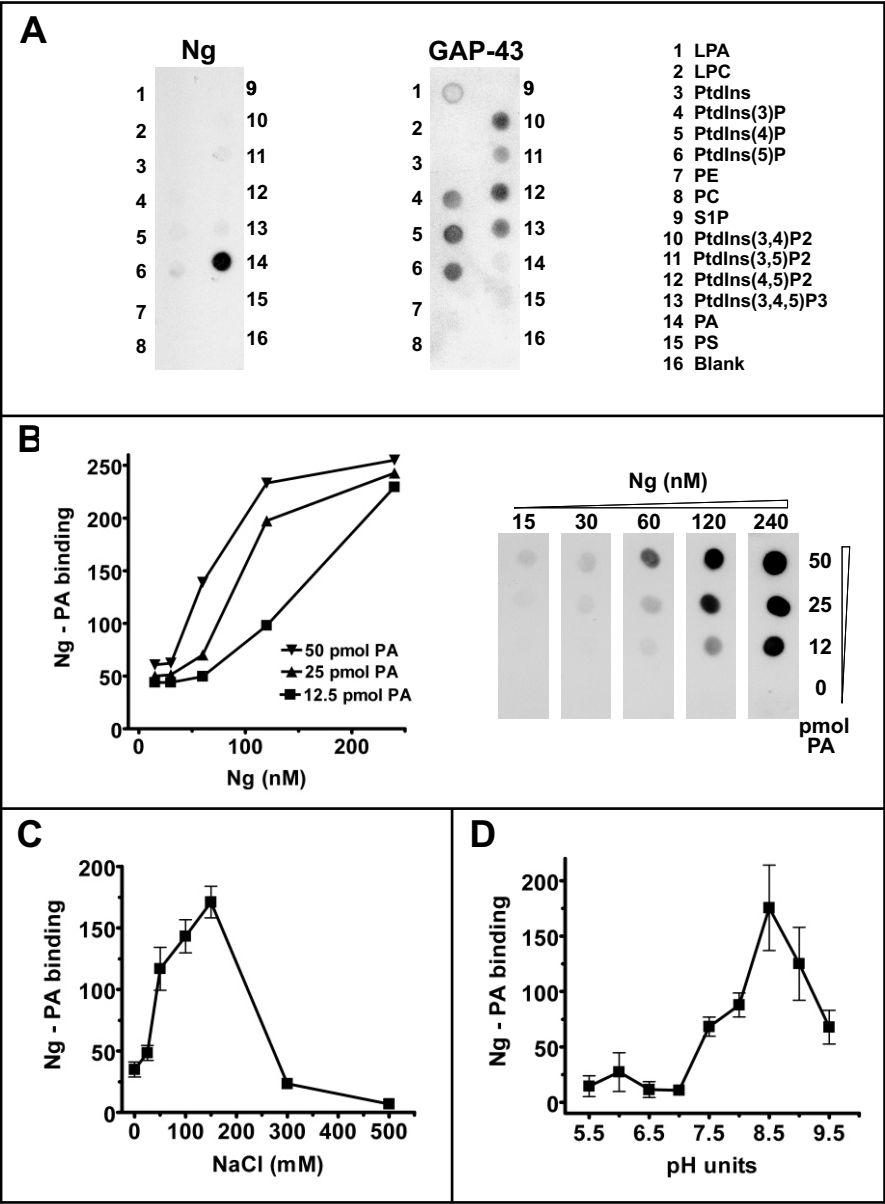 A
Ng
GAP-43
1
2
3
4
5
6
7
8
9
10
11
12
13
14
15
16
1
2
3
4
5
6
7
8
9
10
11
12
13
14
15
16
1 LPA
2 LPC
3 PtdIns
4 PtdIns(3)P
5 PtdIns(4)P
6 PtdIns(5)P
7 PE
8 PC
9 S1P
10 PtdIns(3,4)P2
11 PtdIns(3,5)P2
12 PtdIns(4,5)P2
13 PtdIns(3,4,5)P3
14 PA
15 PS
16 Blank
B
Ng - PA binding
250
200
150
100
50
0
0 100 200
Ng (nM)
50 pmol PA
25 pmol PA
12.5 pmol PA
Ng (nM)
15 30 60 120 240
50
25
12
0
pmol
PA
C
Ng - PA binding
200
150
100
50
0
0 100 200 300 400 500
NaCl (mM)
D
Ng - PA binding
200
150
100
50
0
5.5 6.5 7.5 8.5 9.5
pH units